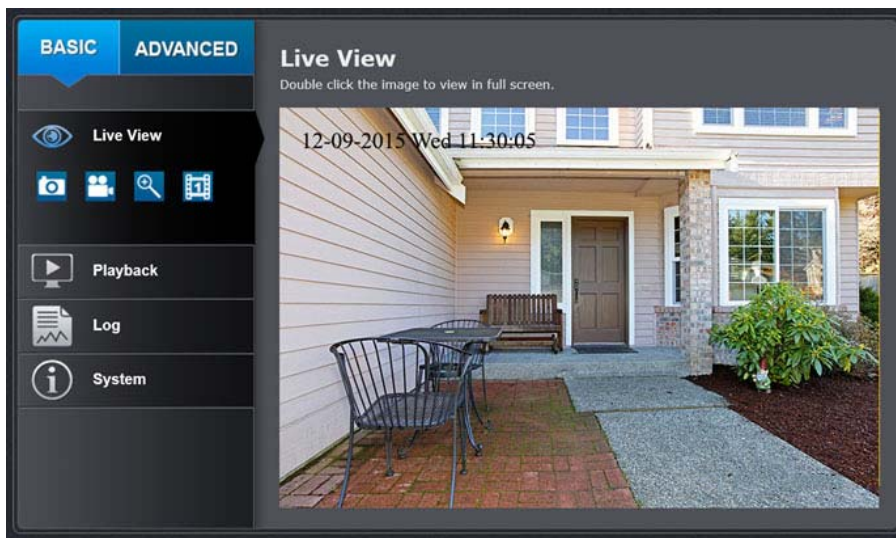 BASIC
ADVANCED
Live View
Double click the image to view in full screen.
Live View
12-09-2015 Wed 11:30:05
1
Playback
Log
System